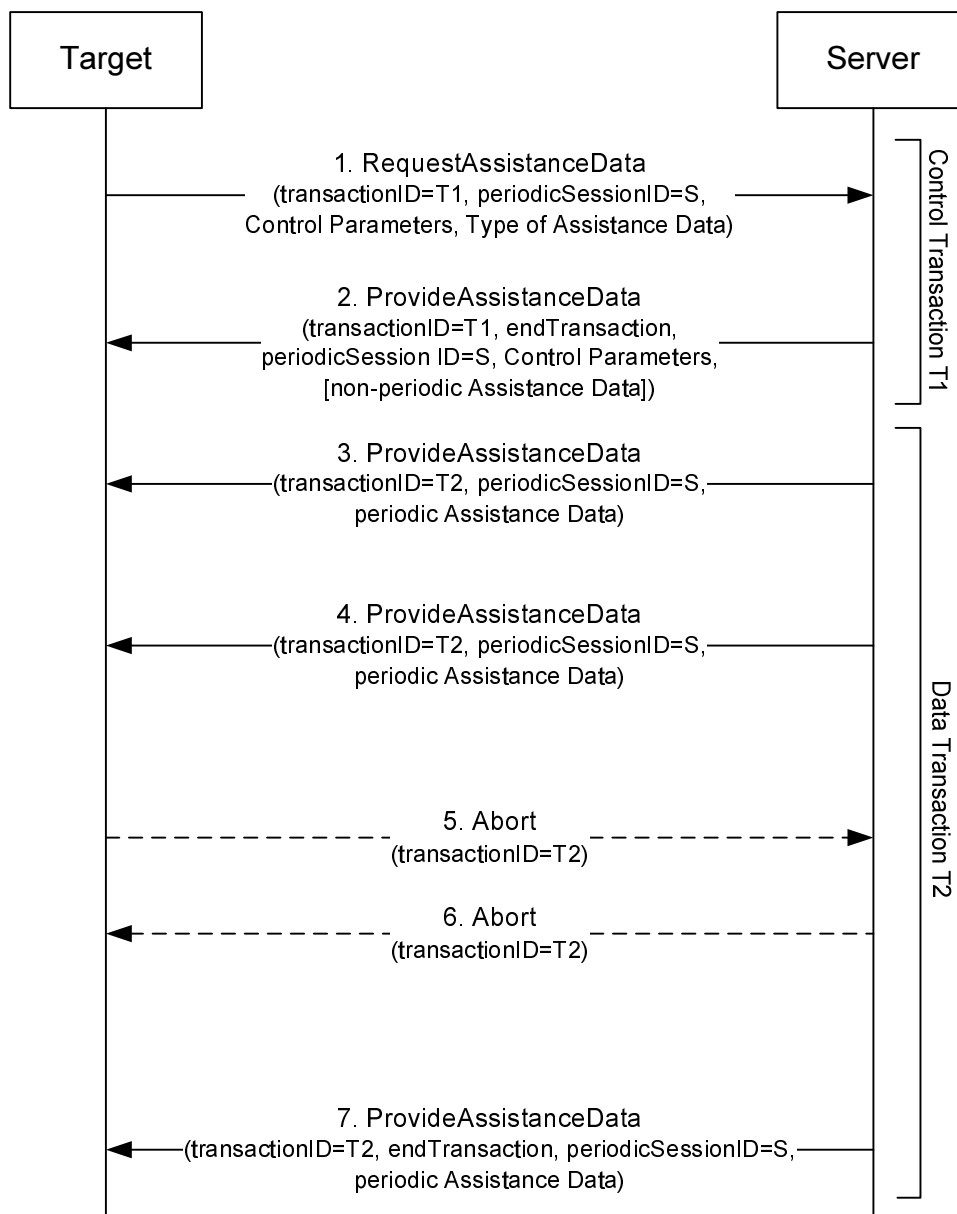 Target
Server
1. RequestAssistanceData
(transactionID=T1, periodicSessionID=S,
Control Parameters, Type of Assistance Data)
2. ProvideAssistanceData
(transactionID=T1, endTransaction,
periodicSession ID=S, Control Parameters,
[non-periodic Assistance Data])
Control Transaction T1
3. ProvideAssistanceData
(transactionID=T2, periodicSessionID=S,
periodic Assistance Data)
4. ProvideAssistanceData
(transactionID=T2, periodicSessionID=S,
periodic Assistance Data)
5. Abort
(transactionID=T2)
6. Abort
(transactionID=T2)
7. ProvideAssistanceData
(transactionID=T2, endTransaction, periodicSessionID=S,
periodic Assistance Data)
Data Transaction T2